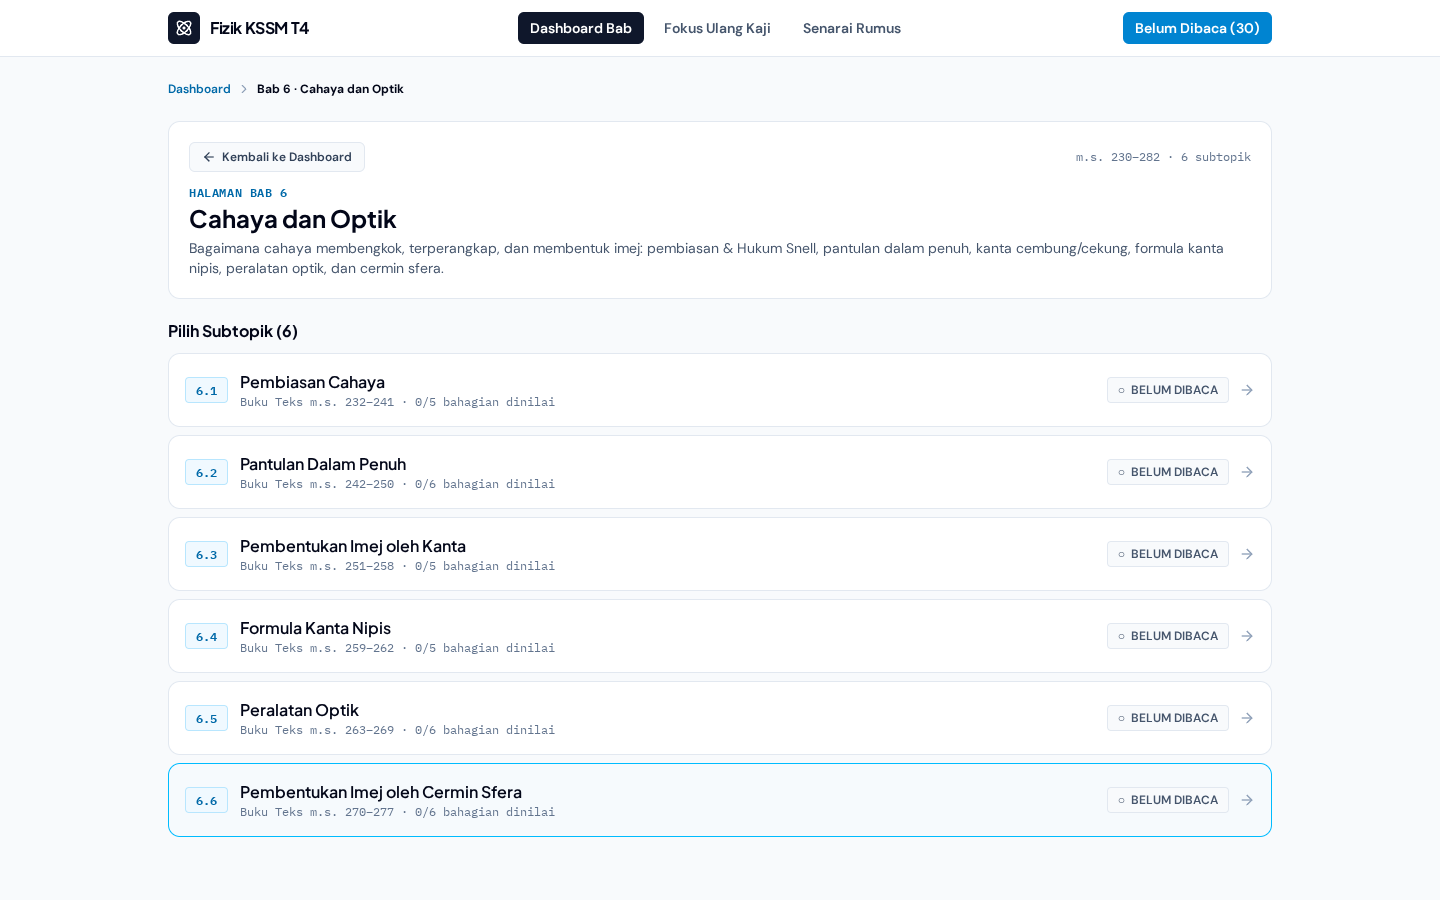 Fizik KSSM T4
Dashboard Bab
Fokus Ulang Kaji
Senarai Rumus
Belum Dibaca (30)
Dashboard
Bab 6 · Cahaya dan Optik
Kembali ke Dashboard
m.s. 230–282 · 6 subtopik
HALAMAN BAB 6
Cahaya dan Optik
Bagaimana cahaya membengkok, terperangkap, dan membentuk imej: pembiasan & Hukum Snell, pantulan dalam penuh, kanta cembung/cekung, formula kanta
nipis, peralatan optik, dan cermin sfera.
Pilih Subtopik (6)
6.1
Pembiasan Cahaya
Buku Teks m.s. 232–241 · 0/5 bahagian dinilai
○ BELUM DIBACA
6.2
Pantulan Dalam Penuh
Buku Teks m.s. 242–250 · 0/6 bahagian dinilai
○ BELUM DIBACA
6.3
Pembentukan Imej oleh Kanta
Buku Teks m.s. 251–258 · 0/5 bahagian dinilai
○ BELUM DIBACA
6.4
Formula Kanta Nipis
Buku Teks m.s. 259–262 · 0/5 bahagian dinilai
○ BELUM DIBACA
6.5
Peralatan Optik
Buku Teks m.s. 263–269 · 0/6 bahagian dinilai
○ BELUM DIBACA
6.6
Pembentukan Imej oleh Cermin Sfera
Buku Teks m.s. 270–277 · 0/6 bahagian dinilai
○ BELUM DIBACA